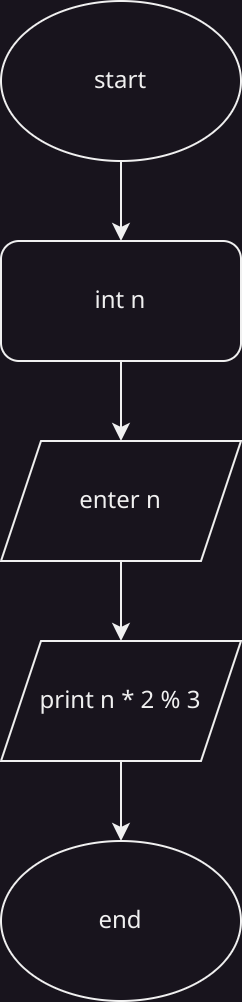 start
int n
enter n
print n * 2 % 3
end